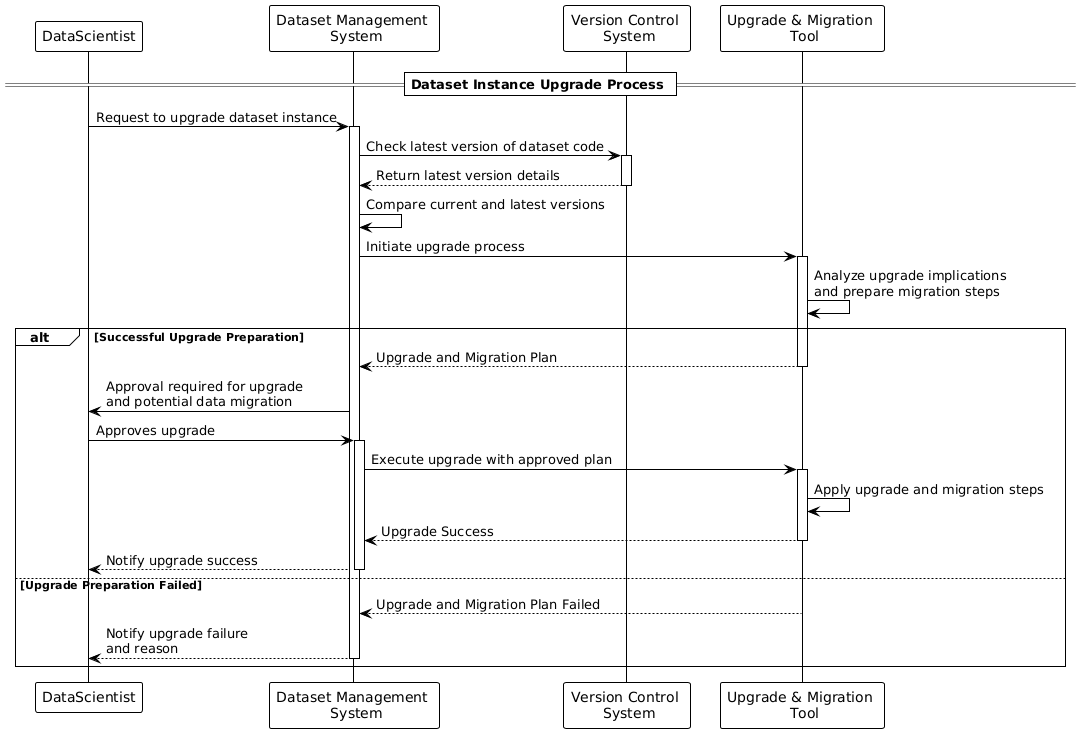 DataScientist
Dataset Management
System
Version Control
System
Upgrade & Migration
Tool
Dataset Instance Upgrade Process
Request to upgrade dataset instance
Check latest version of dataset code
Return latest version details
Compare current and latest versions
Initiate upgrade process
Analyze upgrade implications
and prepare migration steps
alt
[Successful Upgrade Preparation]
Upgrade and Migration Plan
Approval required for upgrade
and potential data migration
Approves upgrade
Execute upgrade with approved plan
Apply upgrade and migration steps
Upgrade Success
Notify upgrade success
[Upgrade Preparation Failed]
Upgrade and Migration Plan Failed
Notify upgrade failure
and reason
DataScientist
Dataset Management
System
Version Control
System
Upgrade & Migration
Tool